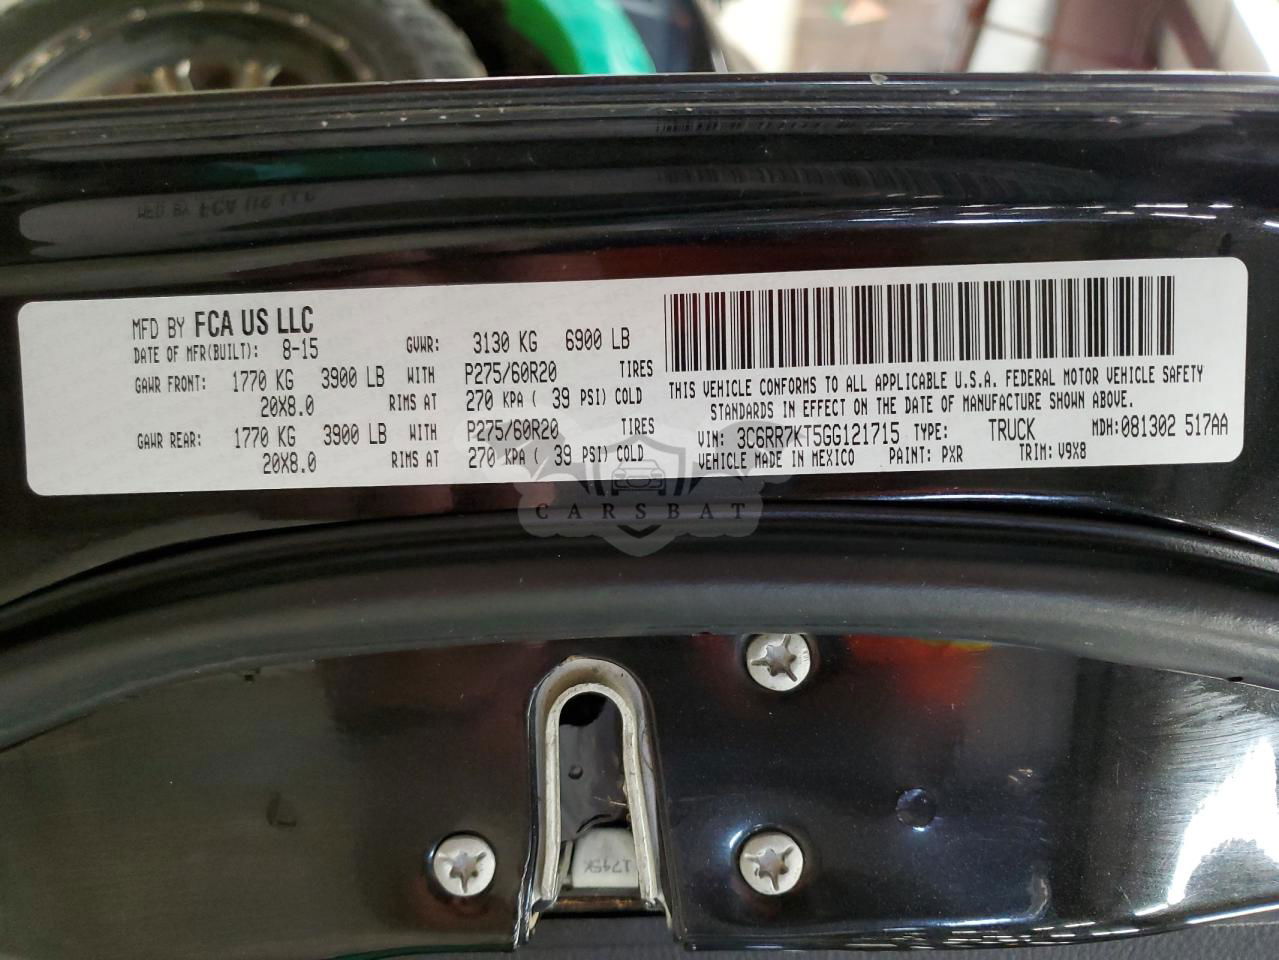 MFD BY FCA US LLC
DATE OF MFR(BUILT): 8-15 GVWR: 3130 KG 6900 LB
GAWR FRONT: 1770 KG 3900 LB WITH P275/60R20 TIRES
20X8.0 RIMS AT 270 KPA ( 39 PSI) COLD
GAWR REAR: 1770 KG 3900 LB WITH P275/60R20 TIRES
20X8.0 RIMS AT 270 KPA ( 39 PSI) COLD
THIS VEHICLE CONFORMS TO ALL APPLICABLE U.S.A. FEDERAL MOTOR VEHICLE SAFETY
STANDARDS IN EFFECT ON THE DATE OF MANUFACTURE SHOWN ABOVE.
VIN: 3C6RR7KT5GG121715 TYPE: TRUCK MDH:081302 517AA
VEHICLE MADE IN MEXICO PAINT: PXR TRIM: V9X8
CARSBAT